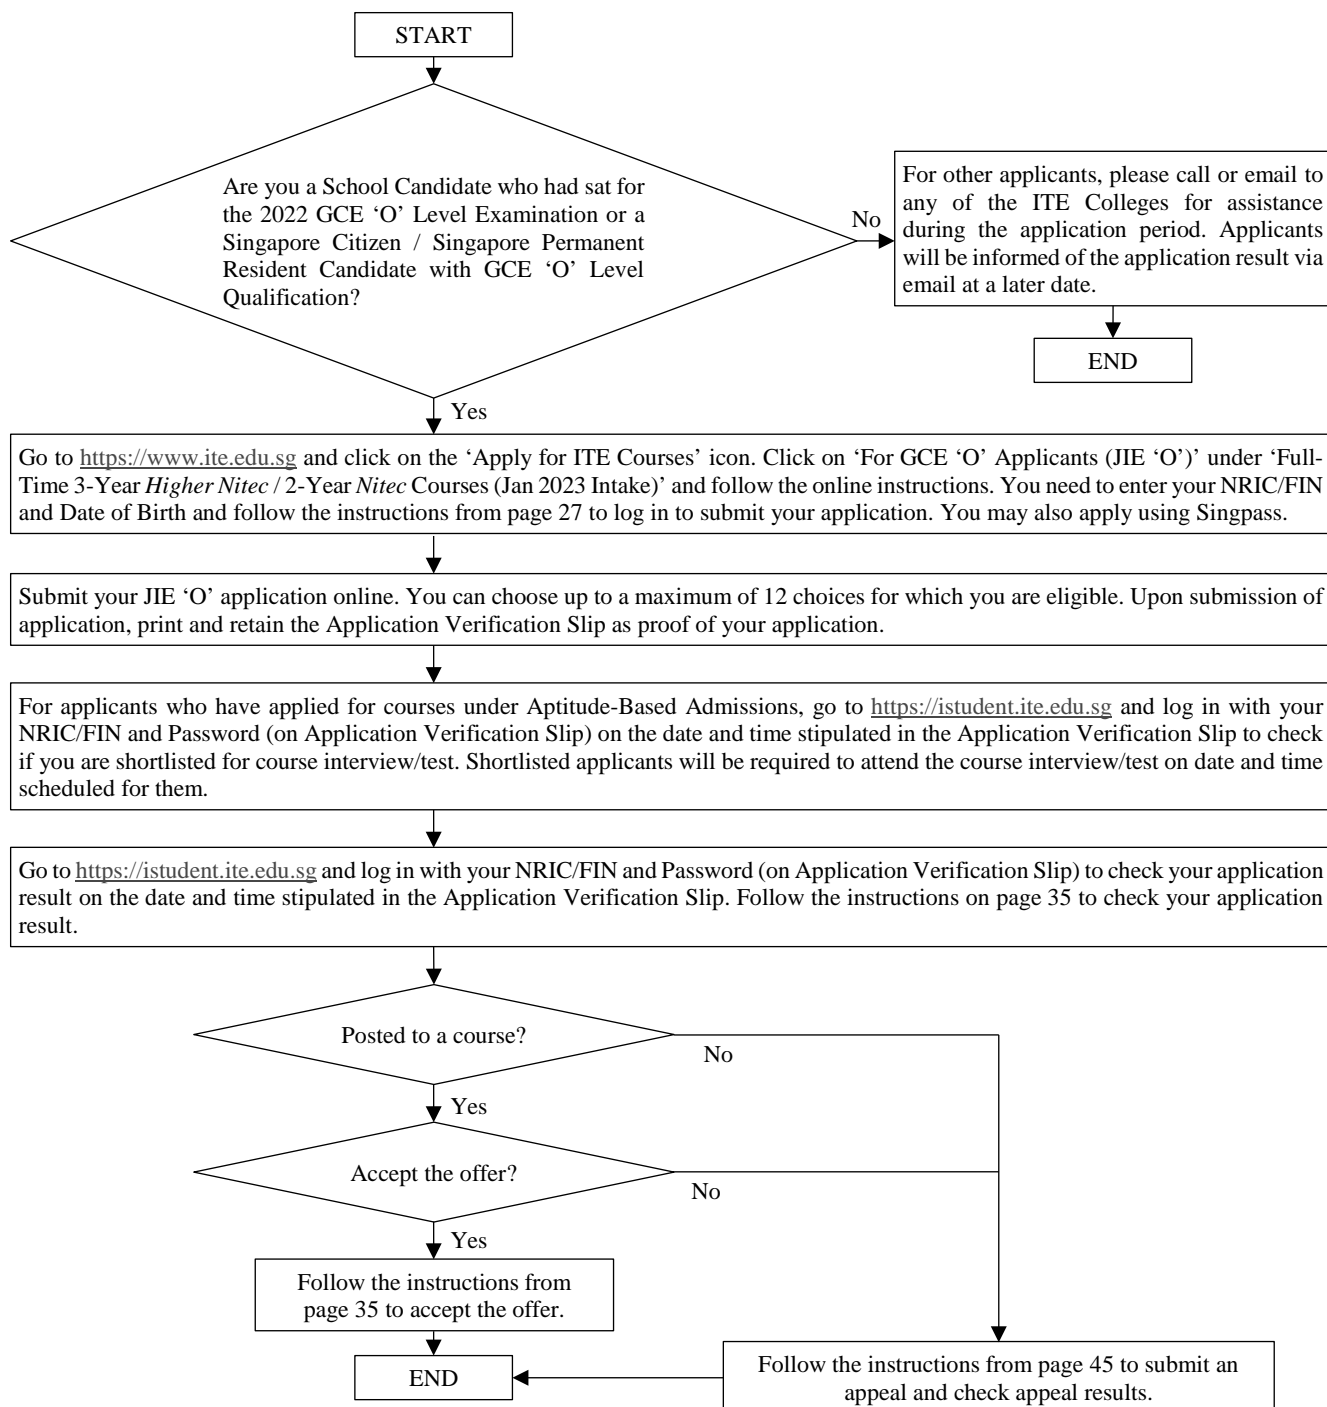 START
Are you a School Candidate who had sat for
the 2022 GCE ‘O’ Level Examination or a
Singapore Citizen / Singapore Permanent
Resident Candidate with GCE ‘O’ Level
Qualification?
No
For other applicants, please call or email to
any of the ITE Colleges for assistance
during the application period. Applicants
will be informed of the application result via
email at a later date.
END
Yes
Go to https://www.ite.edu.sg and click on the ‘Apply for ITE Courses’ icon. Click on ‘For GCE ‘O’ Applicants (JIE ‘O’)’ under ‘Full-
Time 3-Year Higher Nitec / 2-Year Nitec Courses (Jan 2023 Intake)’ and follow the online instructions. You need to enter your NRIC/FIN
and Date of Birth and follow the instructions from page 27 to log in to submit your application. You may also apply using Singpass.
Submit your JIE ‘O’ application online. You can choose up to a maximum of 12 choices for which you are eligible. Upon submission of
application, print and retain the Application Verification Slip as proof of your application.
For applicants who have applied for courses under Aptitude-Based Admissions, go to https://istudent.ite.edu.sg and log in with your
NRIC/FIN and Password (on Application Verification Slip) on the date and time stipulated in the Application Verification Slip to check
if you are shortlisted for course interview/test. Shortlisted applicants will be required to attend the course interview/test on date and time
scheduled for them.
Go to https://istudent.ite.edu.sg and log in with your NRIC/FIN and Password (on Application Verification Slip) to check your application
result on the date and time stipulated in the Application Verification Slip. Follow the instructions on page 35 to check your application
result.
Posted to a course?
No
Yes
Accept the offer?
No
Yes
Follow the instructions from
page 35 to accept the offer.
END
Follow the instructions from page 45 to submit an
appeal and check appeal results.